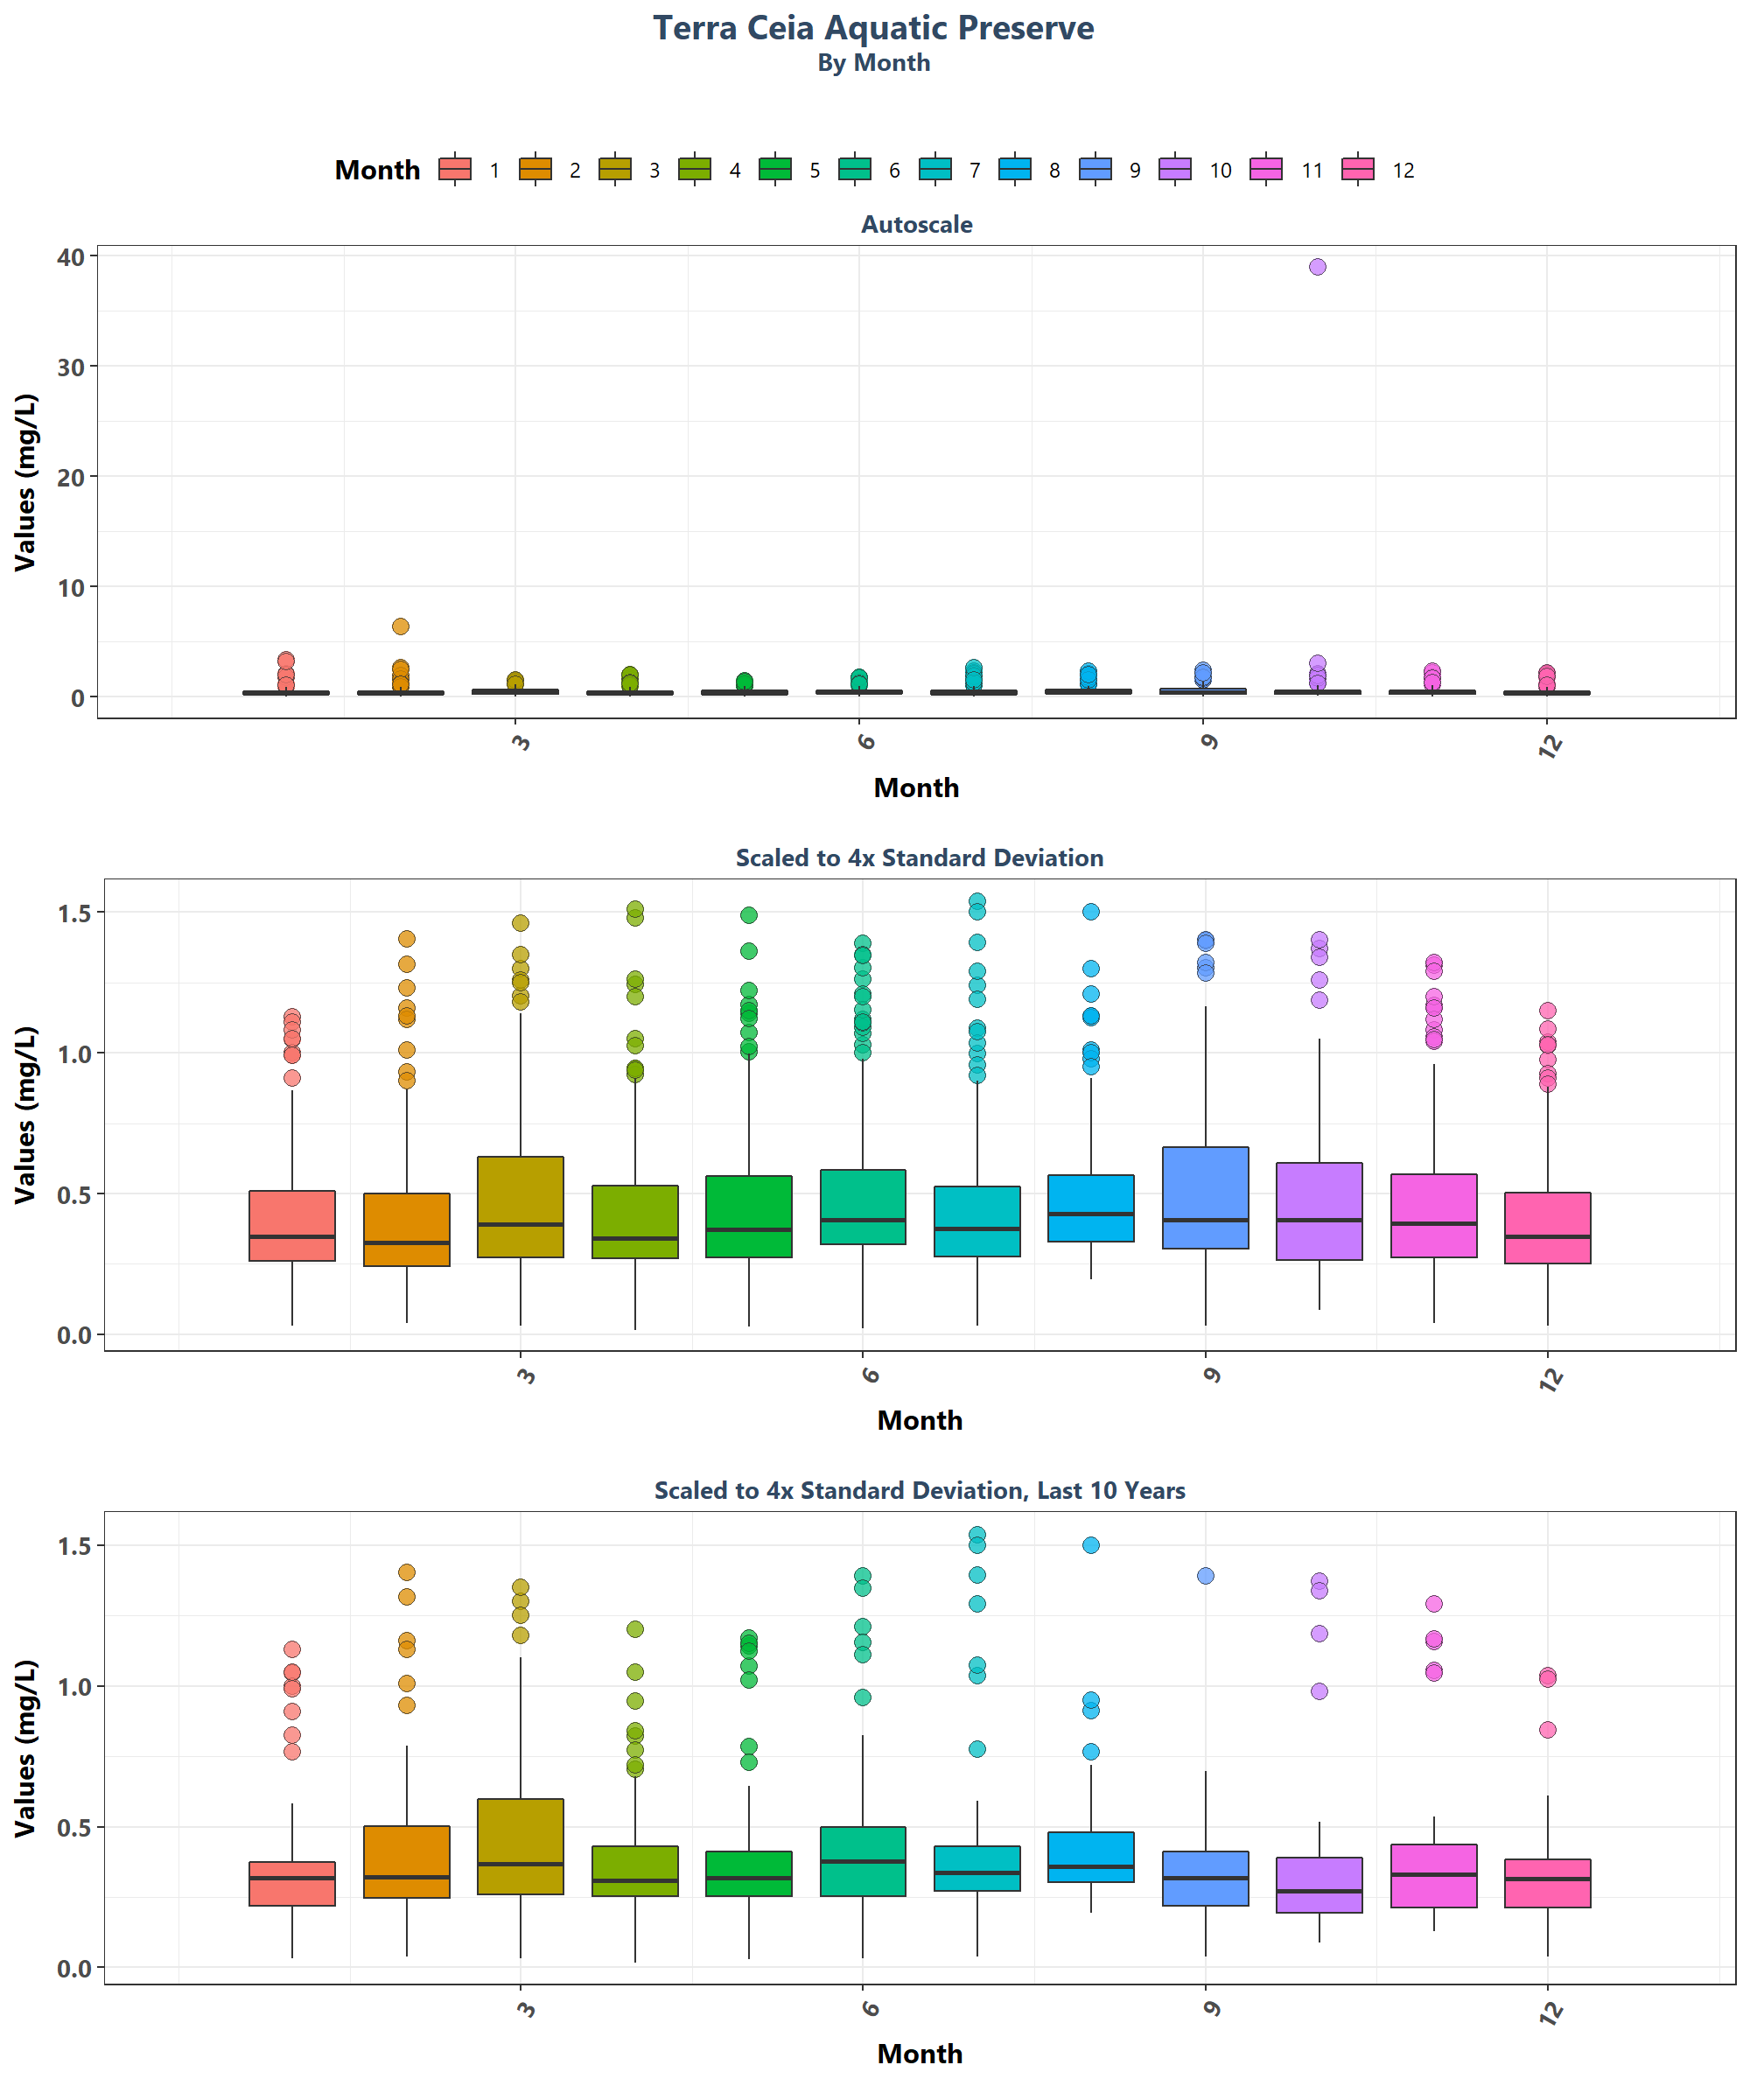 Terra Ceia Aquatic Preserve
By Month
Month 1 2 3 4 5 6 7 8 9 10 11 12
Autoscale
Values (mg/L)
40
30
20
10
0
3 6 9 12
Month
Scaled to 4x Standard Deviation
Values (mg/L)
1.5
1.0
0.5
0.0
3 6 9 12
Month
Scaled to 4x Standard Deviation, Last 10 Years
Values (mg/L)
1.5
1.0
0.5
0.0
3 6 9 12
Month